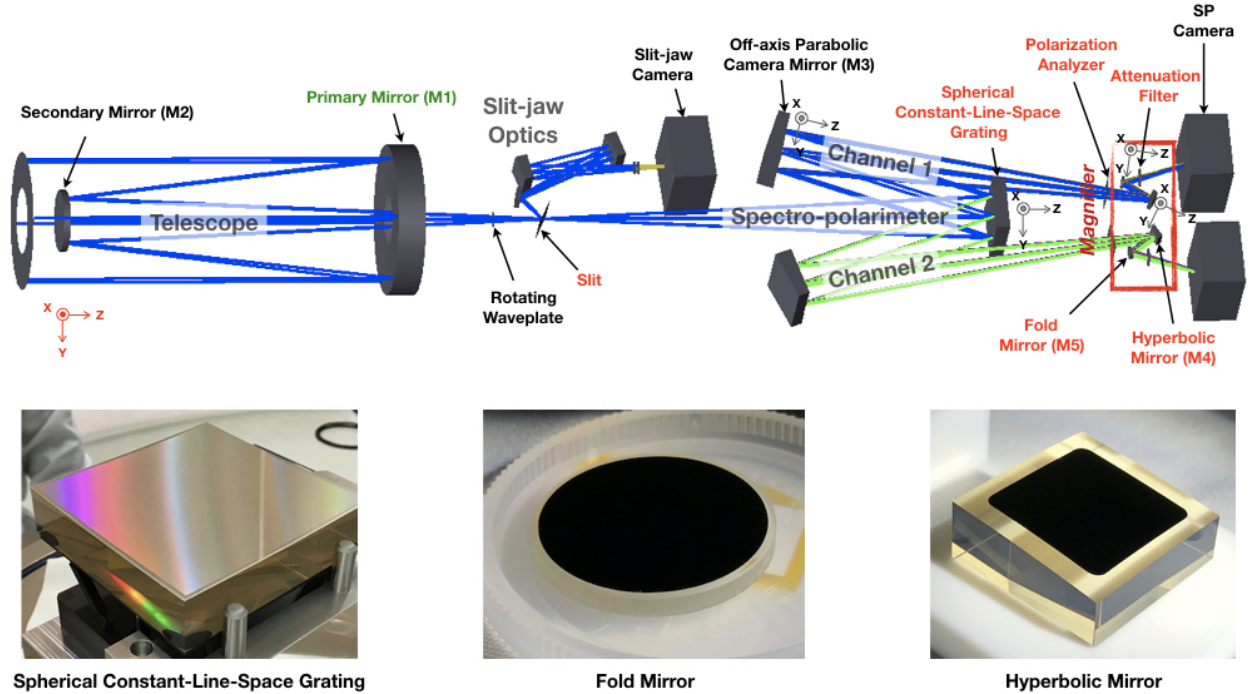 SP
Camera
Off-axis Parabolic
Camera Mirror (M3)
Polarization
Analyzer
Slit-jaw
Camera
Attenuation
Filter
Spherical
Constant-Line-Space
Grating
Primary Mirror (M1)
Secondary Mirror (M2)
Slit-jaw
Optics
X
Z
Y
Channel 1
X
Z
Y
Magnifier
X
Z
Y
X
Z
Y
Telescope
Spectro-polarimeter
Channel 2
Slit
Rotating
Waveplate
X
Z
Y
Fold
Mirror (M5)
Hyperbolic
Mirror (M4)
Spherical Constant-Line-Space Grating
Fold Mirror
Hyperbolic Mirror